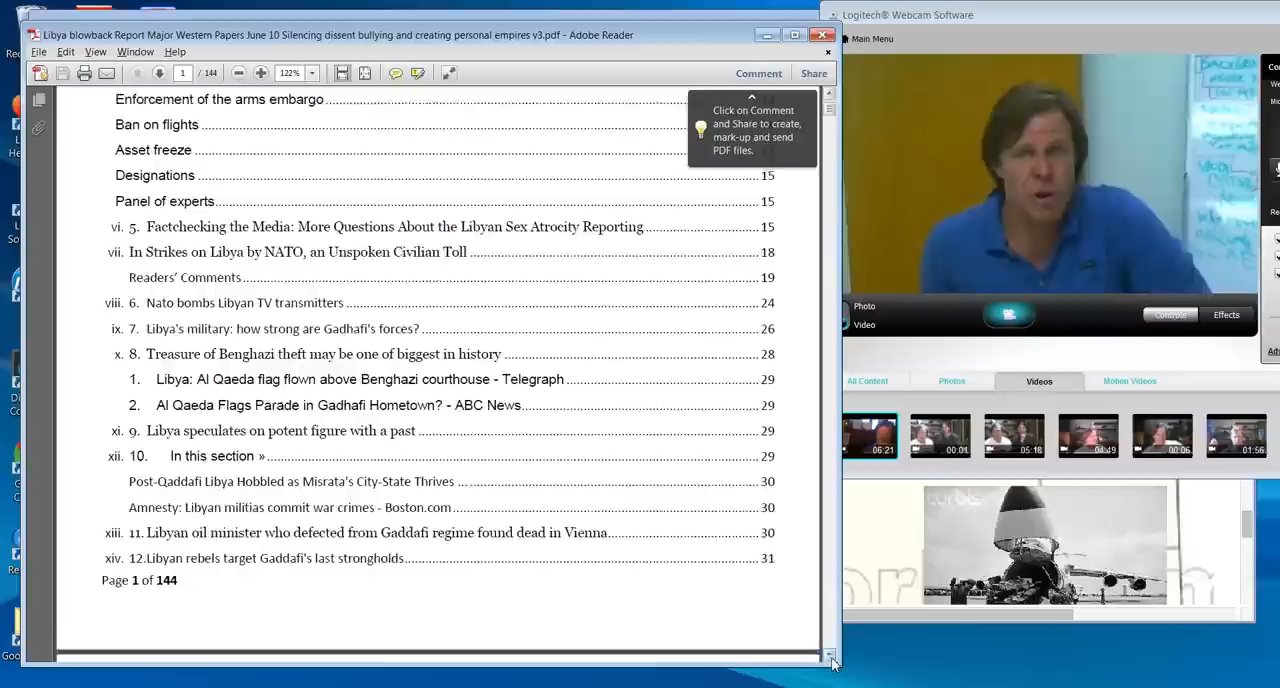 Logitech® Webcam Software
Libya blowback Report Major Western Papers June 10 Silencing dissent bullying and creating personal empires v3.pdf - Adobe Reader
Main Menu
File Edit View Window Help
1 / 144 122% Comment Share
Click on Comment
and Share to create,
mark-up and send
PDF files.
Enforcement of the arms embargo
Ban on flights
Asset freeze
Designations 15
Panel of experts 15
vi. 5. Factchecking the Media: More Questions About the Libyan Sex Atrocity Reporting 15
vii. In Strikes on Libya by NATO, an Unspoken Civilian Toll 18
Readers' Comments 19
viii. 6. Nato bombs Libyan TV transmitters 24
ix. 7. Libya's military: how strong are Gadhafi's forces? 26
x. 8. Treasure of Benghazi theft may be one of biggest in history 28
1. Libya: Al Qaeda flag flown above Benghazi courthouse - Telegraph 29
2. Al Qaeda Flags Parade in Gadhafi Hometown? - ABC News 29
xi. 9. Libya speculates on potent figure with a past 29
xii. 10. In this section » 29
Post-Qaddafi Libya Hobbled as Misrata's City-State Thrives 30
Amnesty: Libyan militias commit war crimes - Boston.com 30
xiii. 11. Libyan oil minister who defected from Gaddafi regime found dead in Vienna 30
xiv. 12.Libyan rebels target Gaddafi's last strongholds 31
Page 1 of 144
Photo
Video
Controls Effects
All Content Photos Videos Motion Videos
06:21 00:01 05:18 04:49 00:06 01:56
corbis